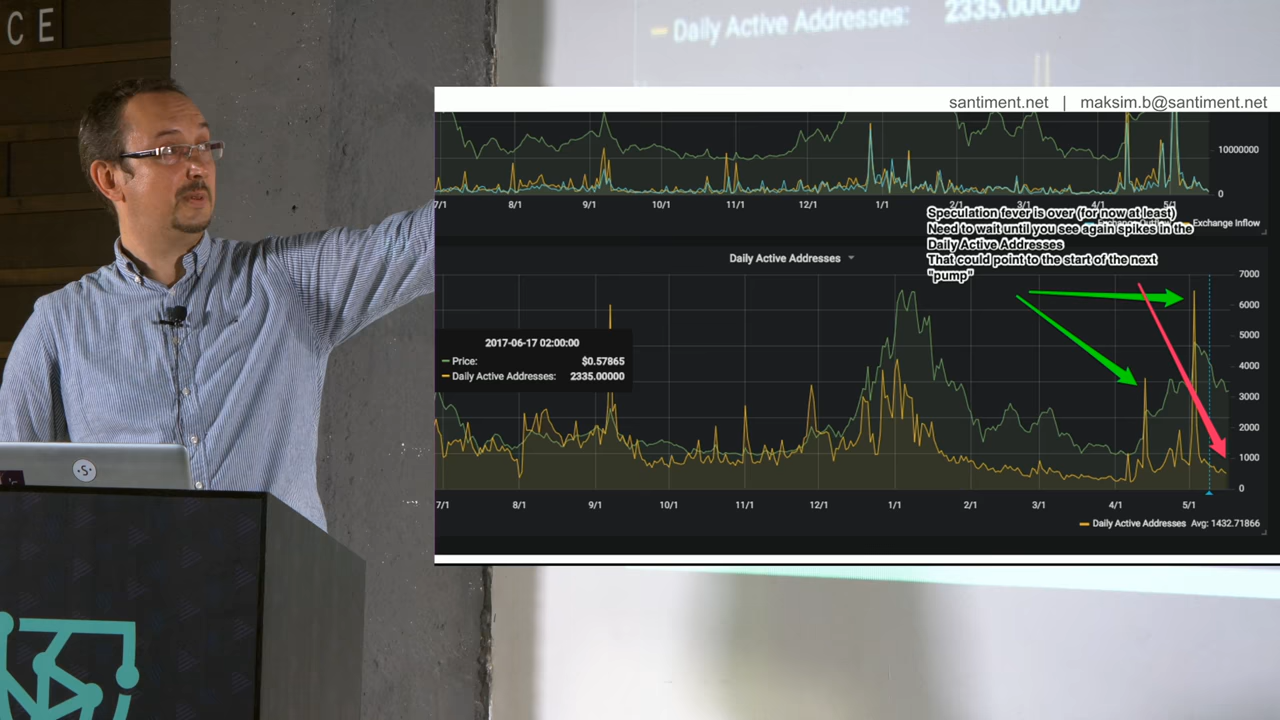 CE
Daily Active Addresses: 2335.00000
santiment.net | maksim.b@santiment.net
10000000
0
7/1 8/1 9/1 10/1 11/1 12/1 1/1 2/1 3/1 4/1 5/1
Exchange Inflow
Speculation fever is over (for now at least)
Need to wait until you see again spikes in the
Daily Active Addresses
That could point to the start of the next
"pump"
Daily Active Addresses
7000
6000
5000
4000
3000
2000
1000
0
2017-06-17 02:00:00
Price: $0.57865
Daily Active Addresses: 2335.00000
7/1 8/1 9/1 10/1 11/1 12/1 1/1 2/1 3/1 4/1 5/1
Daily Active Addresses Avg: 1432.71866
·S·